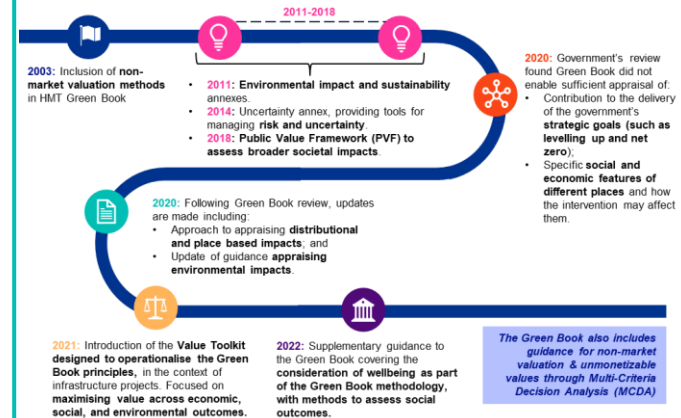 2011-2018
2003: Inclusion of non-
market valuation methods
in HMT Green Book
• 2011: Environmental impact and sustainability
annexes.
• 2014: Uncertainty annex, providing tools for
managing risk and uncertainty.
• 2018: Public Value Framework (PVF) to
assess broader societal impacts.
2020: Government's review
found Green Book did not
enable sufficient appraisal of:
• Contribution to the delivery
of the government's
strategic goals (such as
levelling up and net
zero);
• Specific social and
economic features of
different places and how
the intervention may affect
them.
2020: Following Green Book review, updates
are made including:
• Approach to appraising distributional
and place based impacts; and
• Update of guidance appraising
environmental impacts.
2021: Introduction of the Value Toolkit
designed to operationalise the Green
Book principles, in the context of
infrastructure projects. Focused on
maximising value across economic,
social, and environmental outcomes.
2022: Supplementary guidance to
the Green Book covering the
consideration of wellbeing as part
of the Green Book methodology,
with methods to assess social
outcomes.
The Green Book also includes
guidance for non-market
valuation & unmonetizable
values through Multi-Criteria
Decision Analysis (MCDA)